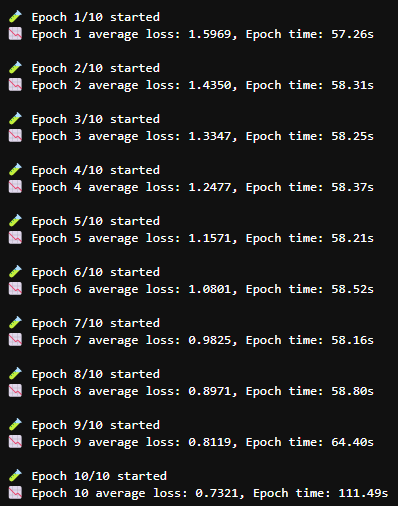 🧪 Epoch 1/10 started
📉 Epoch 1 average loss: 1.5969, Epoch time: 57.26s
🧪 Epoch 2/10 started
📉 Epoch 2 average loss: 1.4350, Epoch time: 58.31s
🧪 Epoch 3/10 started
📉 Epoch 3 average loss: 1.3347, Epoch time: 58.25s
🧪 Epoch 4/10 started
📉 Epoch 4 average loss: 1.2477, Epoch time: 58.37s
🧪 Epoch 5/10 started
📉 Epoch 5 average loss: 1.1571, Epoch time: 58.21s
🧪 Epoch 6/10 started
📉 Epoch 6 average loss: 1.0801, Epoch time: 58.52s
🧪 Epoch 7/10 started
📉 Epoch 7 average loss: 0.9825, Epoch time: 58.16s
🧪 Epoch 8/10 started
📉 Epoch 8 average loss: 0.8971, Epoch time: 58.80s
🧪 Epoch 9/10 started
📉 Epoch 9 average loss: 0.8119, Epoch time: 64.40s
🧪 Epoch 10/10 started
📉 Epoch 10 average loss: 0.7321, Epoch time: 111.49s